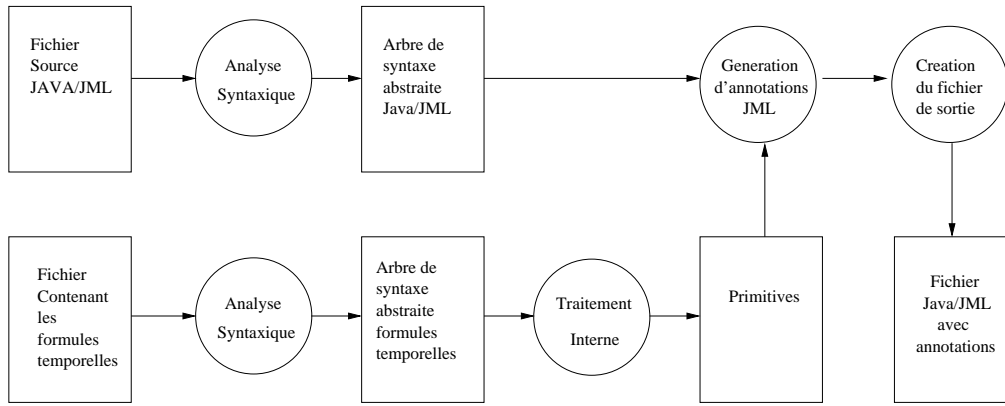 Fichier
Source
JAVA/JML
Analyse
Syntaxique
Arbre de
syntaxe
abstraite
Java/JML
Generation
d'annotations
JML
Creation
du fichier
de sortie
Fichier
Contenant
les
formules
temporelles
Analyse
Syntaxique
Arbre de
syntaxe
abstraite
formules
temporelles
Traitement
Interne
Primitives
Fichier
Java/JML
avec
annotations